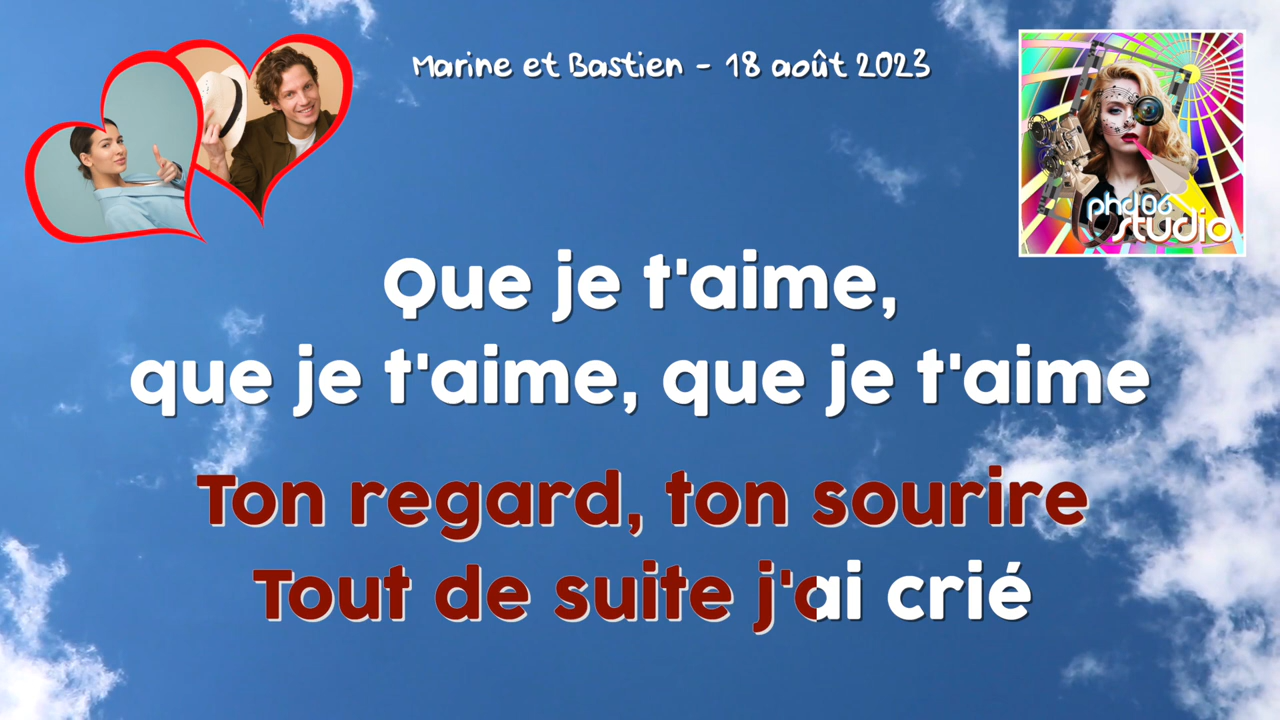 Marine et Bastien - 18 août 2023
phd06
studio
Que je t'aime,
que je t'aime, que je t'aime
Ton regard, ton sourire
Tout de suite j'ai crié